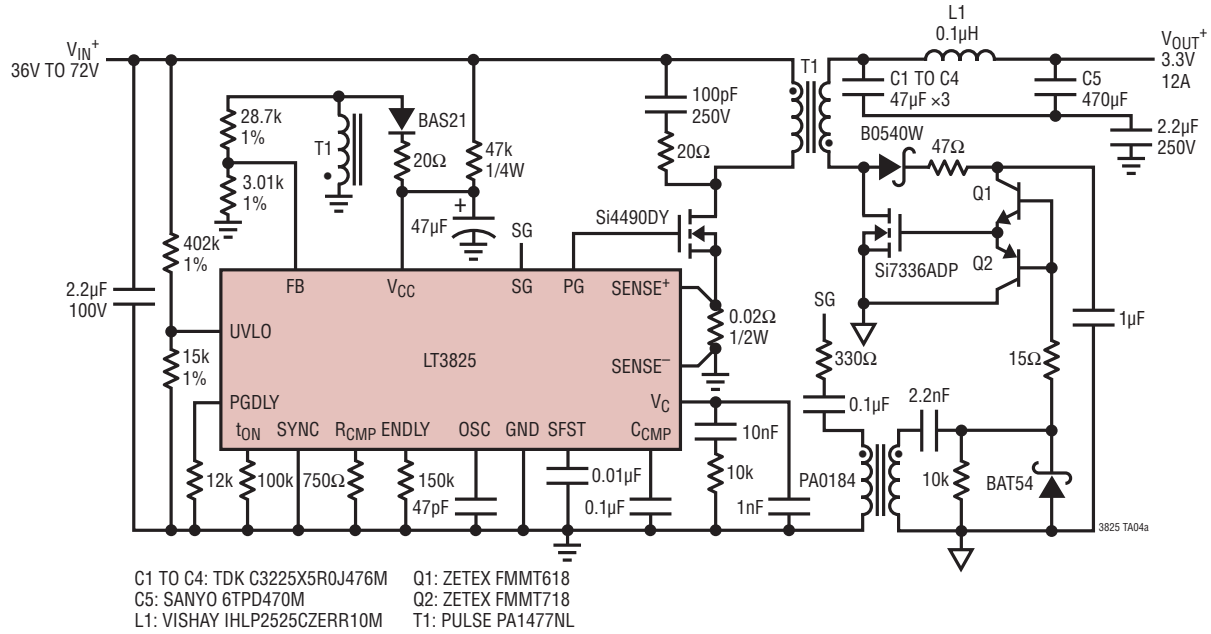 L1
0.1µH
VIN+
36V TO 72V
VOUT+
3.3V
12A
T1
C1 TO C4
47µF ×3
C5
470µF
100pF
250V
28.7k
1%
BAS21
T1
B0540W
47Ω
2.2µF
250V
20Ω
47k
1/4W
20Ω
3.01k
1%
Q1
47µF
+
SG
Si4490DY
402k
1%
Q2
Si7336ADP
FB
VCC
SG
PG
SENSE+
2.2µF
100V
SG
0.02Ω
1/2W
1µF
UVLO
LT3825
15k
1%
SENSE−
330Ω
15Ω
PGDLY
VC
0.1µF
2.2nF
tON
SYNC
RCMP
ENDLY
OSC
GND
SFST
CCMP
10nF
12k
100k
750Ω
150k
47pF
0.01µF
0.1µF
10k
1nF
PA0184
10k
BAT54
3825 TA04a
C1 TO C4: TDK C3225X5R0J476M
C5: SANYO 6TPD470M
L1: VISHAY IHLP2525CZERR10M
Q1: ZETEX FMMT618
Q2: ZETEX FMMT718
T1: PULSE PA1477NL